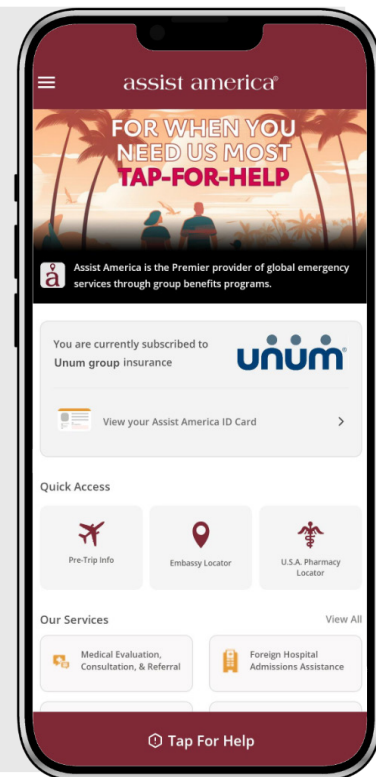 assist america®
FOR WHEN YOU
NEED US MOST
TAP-FOR-HELP
å
Assist America is the Premier provider of global emergency
services through group benefits programs.
You are currently subscribed to
Unum group insurance
unum
View your Assist America ID Card
Quick Access
Pre-Trip Info
Embassy Locator
U.S.A. Pharmacy
Locator
Our Services
View All
Medical Evaluation,
Consultation, & Referral
Foreign Hospital
Admissions Assistance
Tap For Help